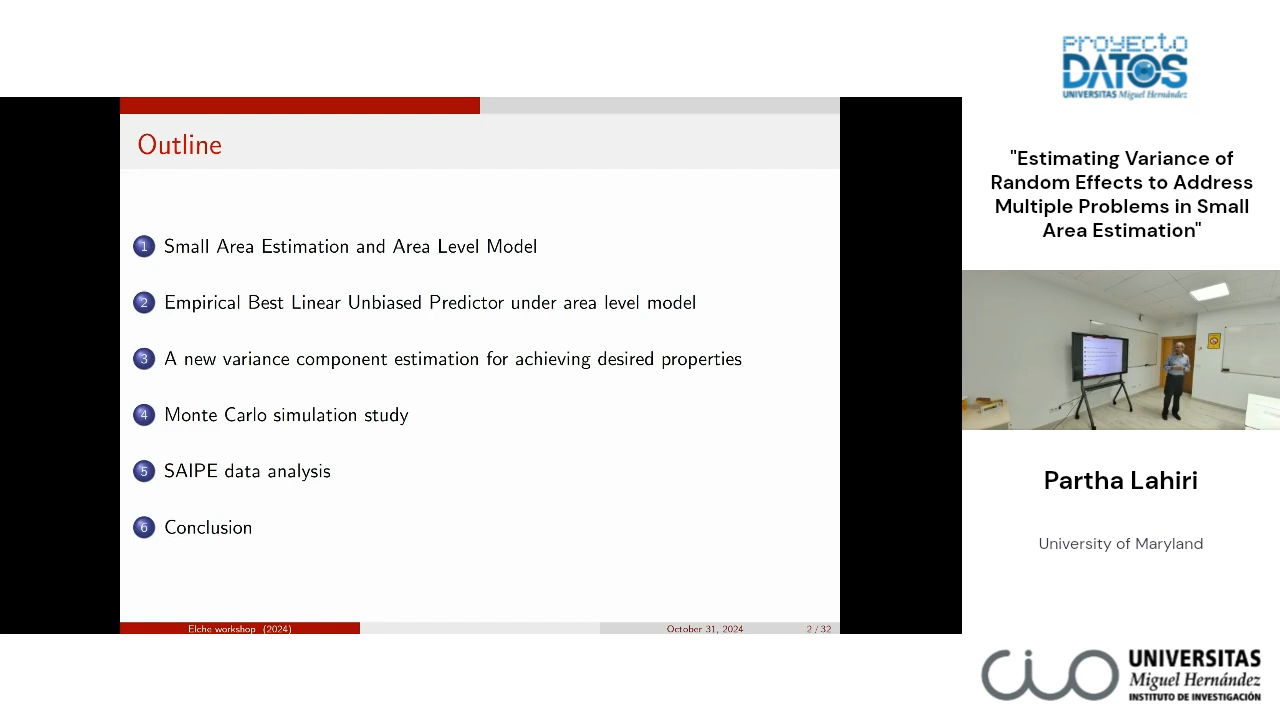 Outline
1 Small Area Estimation and Area Level Model
2 Empirical Best Linear Unbiased Predictor under area level model
3 A new variance component estimation for achieving desired properties
4 Monte Carlo simulation study
5 SAIPE data analysis
6 Conclusion
Elche workshop (2024)
October 31, 2024
2 / 32
PROYECTO
DATOS
UNIVERSITAS Miguel Hernández
"Estimating Variance of
Random Effects to Address
Multiple Problems in Small
Area Estimation"
Partha Lahiri
University of Maryland
cio
UNIVERSITAS
Miguel Hernández
INSTITUTO DE INVESTIGACIÓN